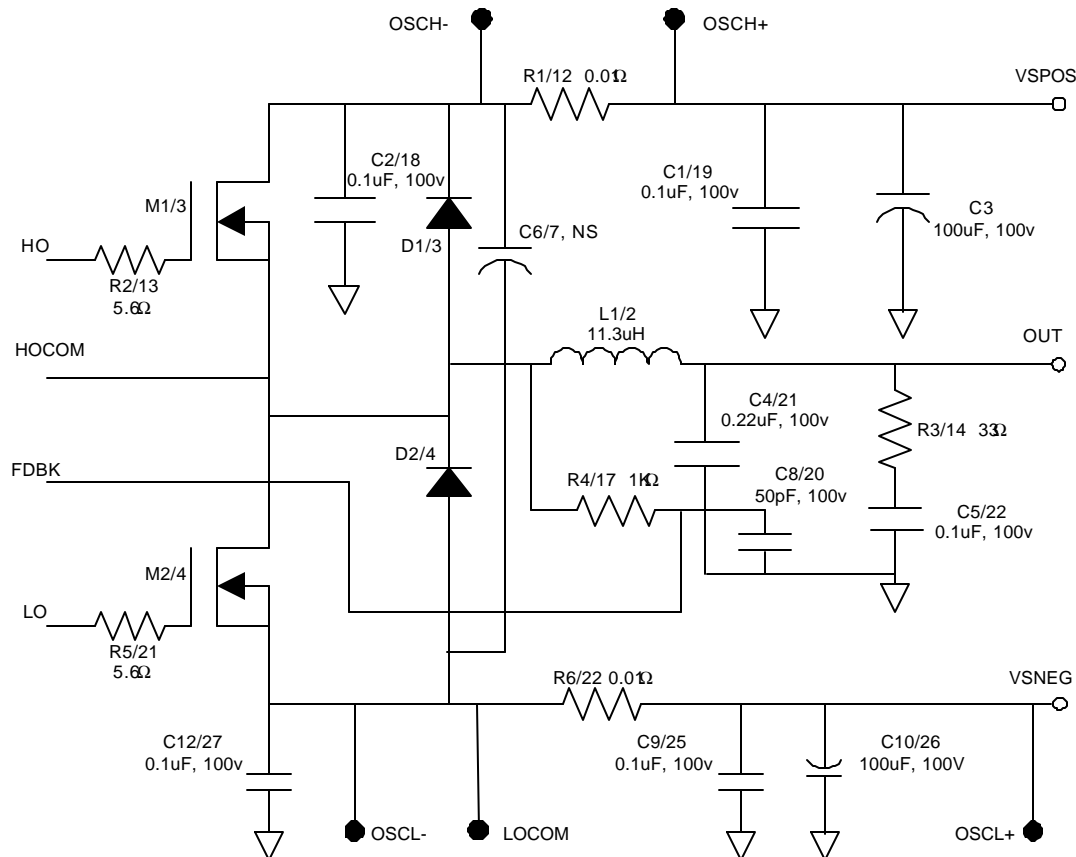 OSCH-
OSCH+
R1/12 0.01Ω
VSPOS
C2/18
0.1uF, 100v
C1/19
0.1uF, 100v
M1/3
C3
100uF, 100v
C6/7, NS
HO
D1/3
R2/13
5.6Ω
L1/2
11.3uH
HOCOM
OUT
C4/21
0.22uF, 100v
R3/14 33Ω
D2/4
FDBK
R4/17 1KΩ
C8/20
50pF, 100v
C5/22
0.1uF, 100v
M2/4
LO
R5/21
5.6Ω
R6/22 0.01Ω
VSNEG
C12/27
0.1uF, 100v
C9/25
0.1uF, 100v
C10/26
100uF, 100V
OSCL-
LOCOM
OSCL+